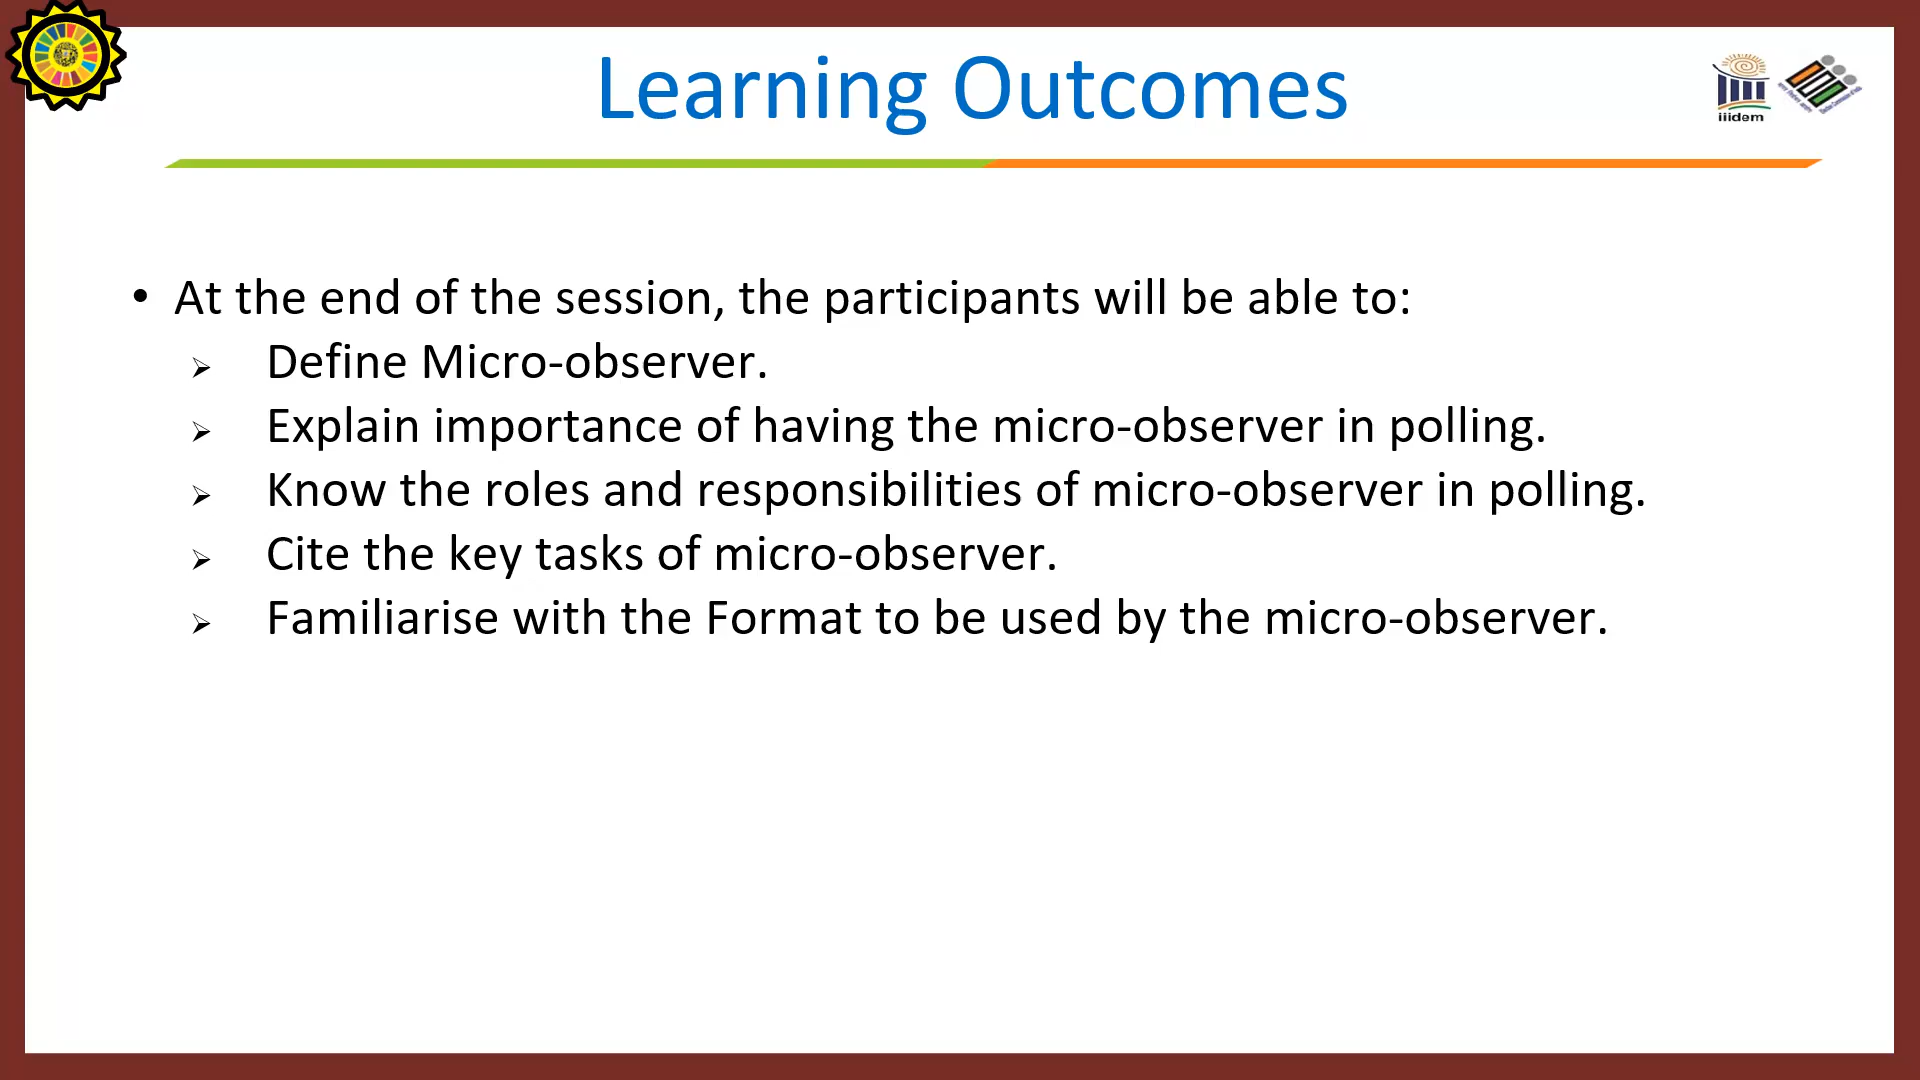 Learning Outcomes
iiidem
• At the end of the session, the participants will be able to:
➢ Define Micro-observer.
➢ Explain importance of having the micro-observer in polling.
➢ Know the roles and responsibilities of micro-observer in polling.
➢ Cite the key tasks of micro-observer.
➢ Familiarise with the Format to be used by the micro-observer.